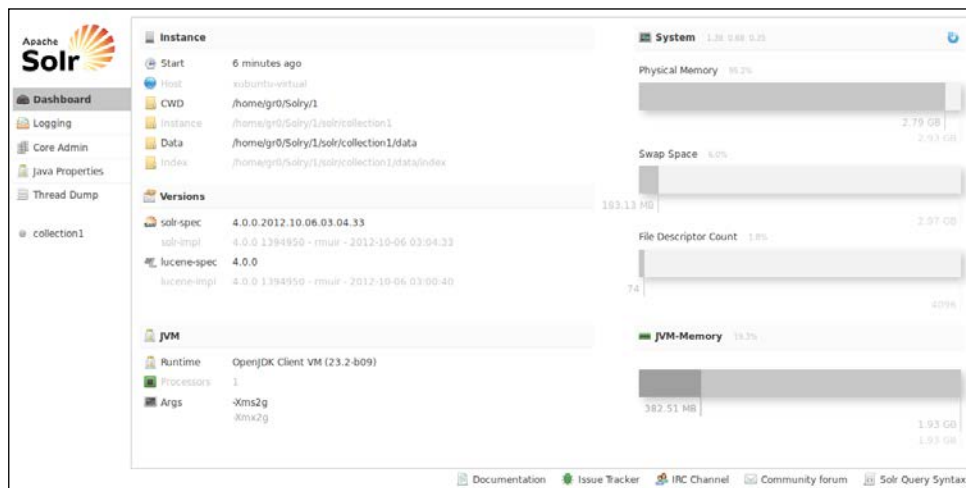 Apache
Solr
Dashboard
Logging
Core Admin
Java Properties
Thread Dump
collection1
Instance
Start 6 minutes ago
Host xubuntu-virtual
CWD /home/gr0/Solry/1
Instance /home/gr0/Solry/1/solr/collection1
Data /home/gr0/Solry/1/solr/collection1/data
Index /home/gr0/Solry/1/solr/collection1/data/index
Versions
solr-spec 4.0.0.2012.10.06.03.04.33
solr-impl 4.0.0 1394950 - rmuir - 2012-10-06 03:04:33
lucene-spec 4.0.0
lucene-impl 4.0.0 1394950 - rmuir - 2012-10-06 03:00:40
JVM
Runtime OpenJDK Client VM (23.2-b09)
Processors 1
Args -Xms2g
-Xmx2g
System
Physical Memory
2.79 GB
2.93 GB
Swap Space 6.0%
193.13 MB
2.97 GB
File Descriptor Count 1.8%
74
4096
JVM-Memory
382.51 MB
1.93 GB
1.93 GB
Documentation Issue Tracker IRC Channel Community forum Solr Query Syntax